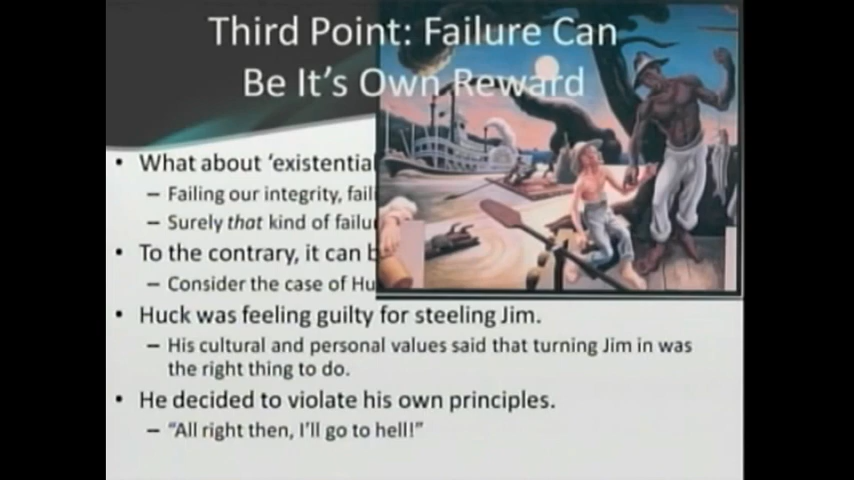 Third Point: Failure Can
Be It's Own Reward
• What about ‘existential
– Failing our integrity, fail
– Surely that kind of failu
• To the contrary, it can b
– Consider the case of Hu
• Huck was feeling guilty for steeling Jim.
– His cultural and personal values said that turning Jim in was
the right thing to do.
• He decided to violate his own principles.
– “All right then, I’ll go to hell!”